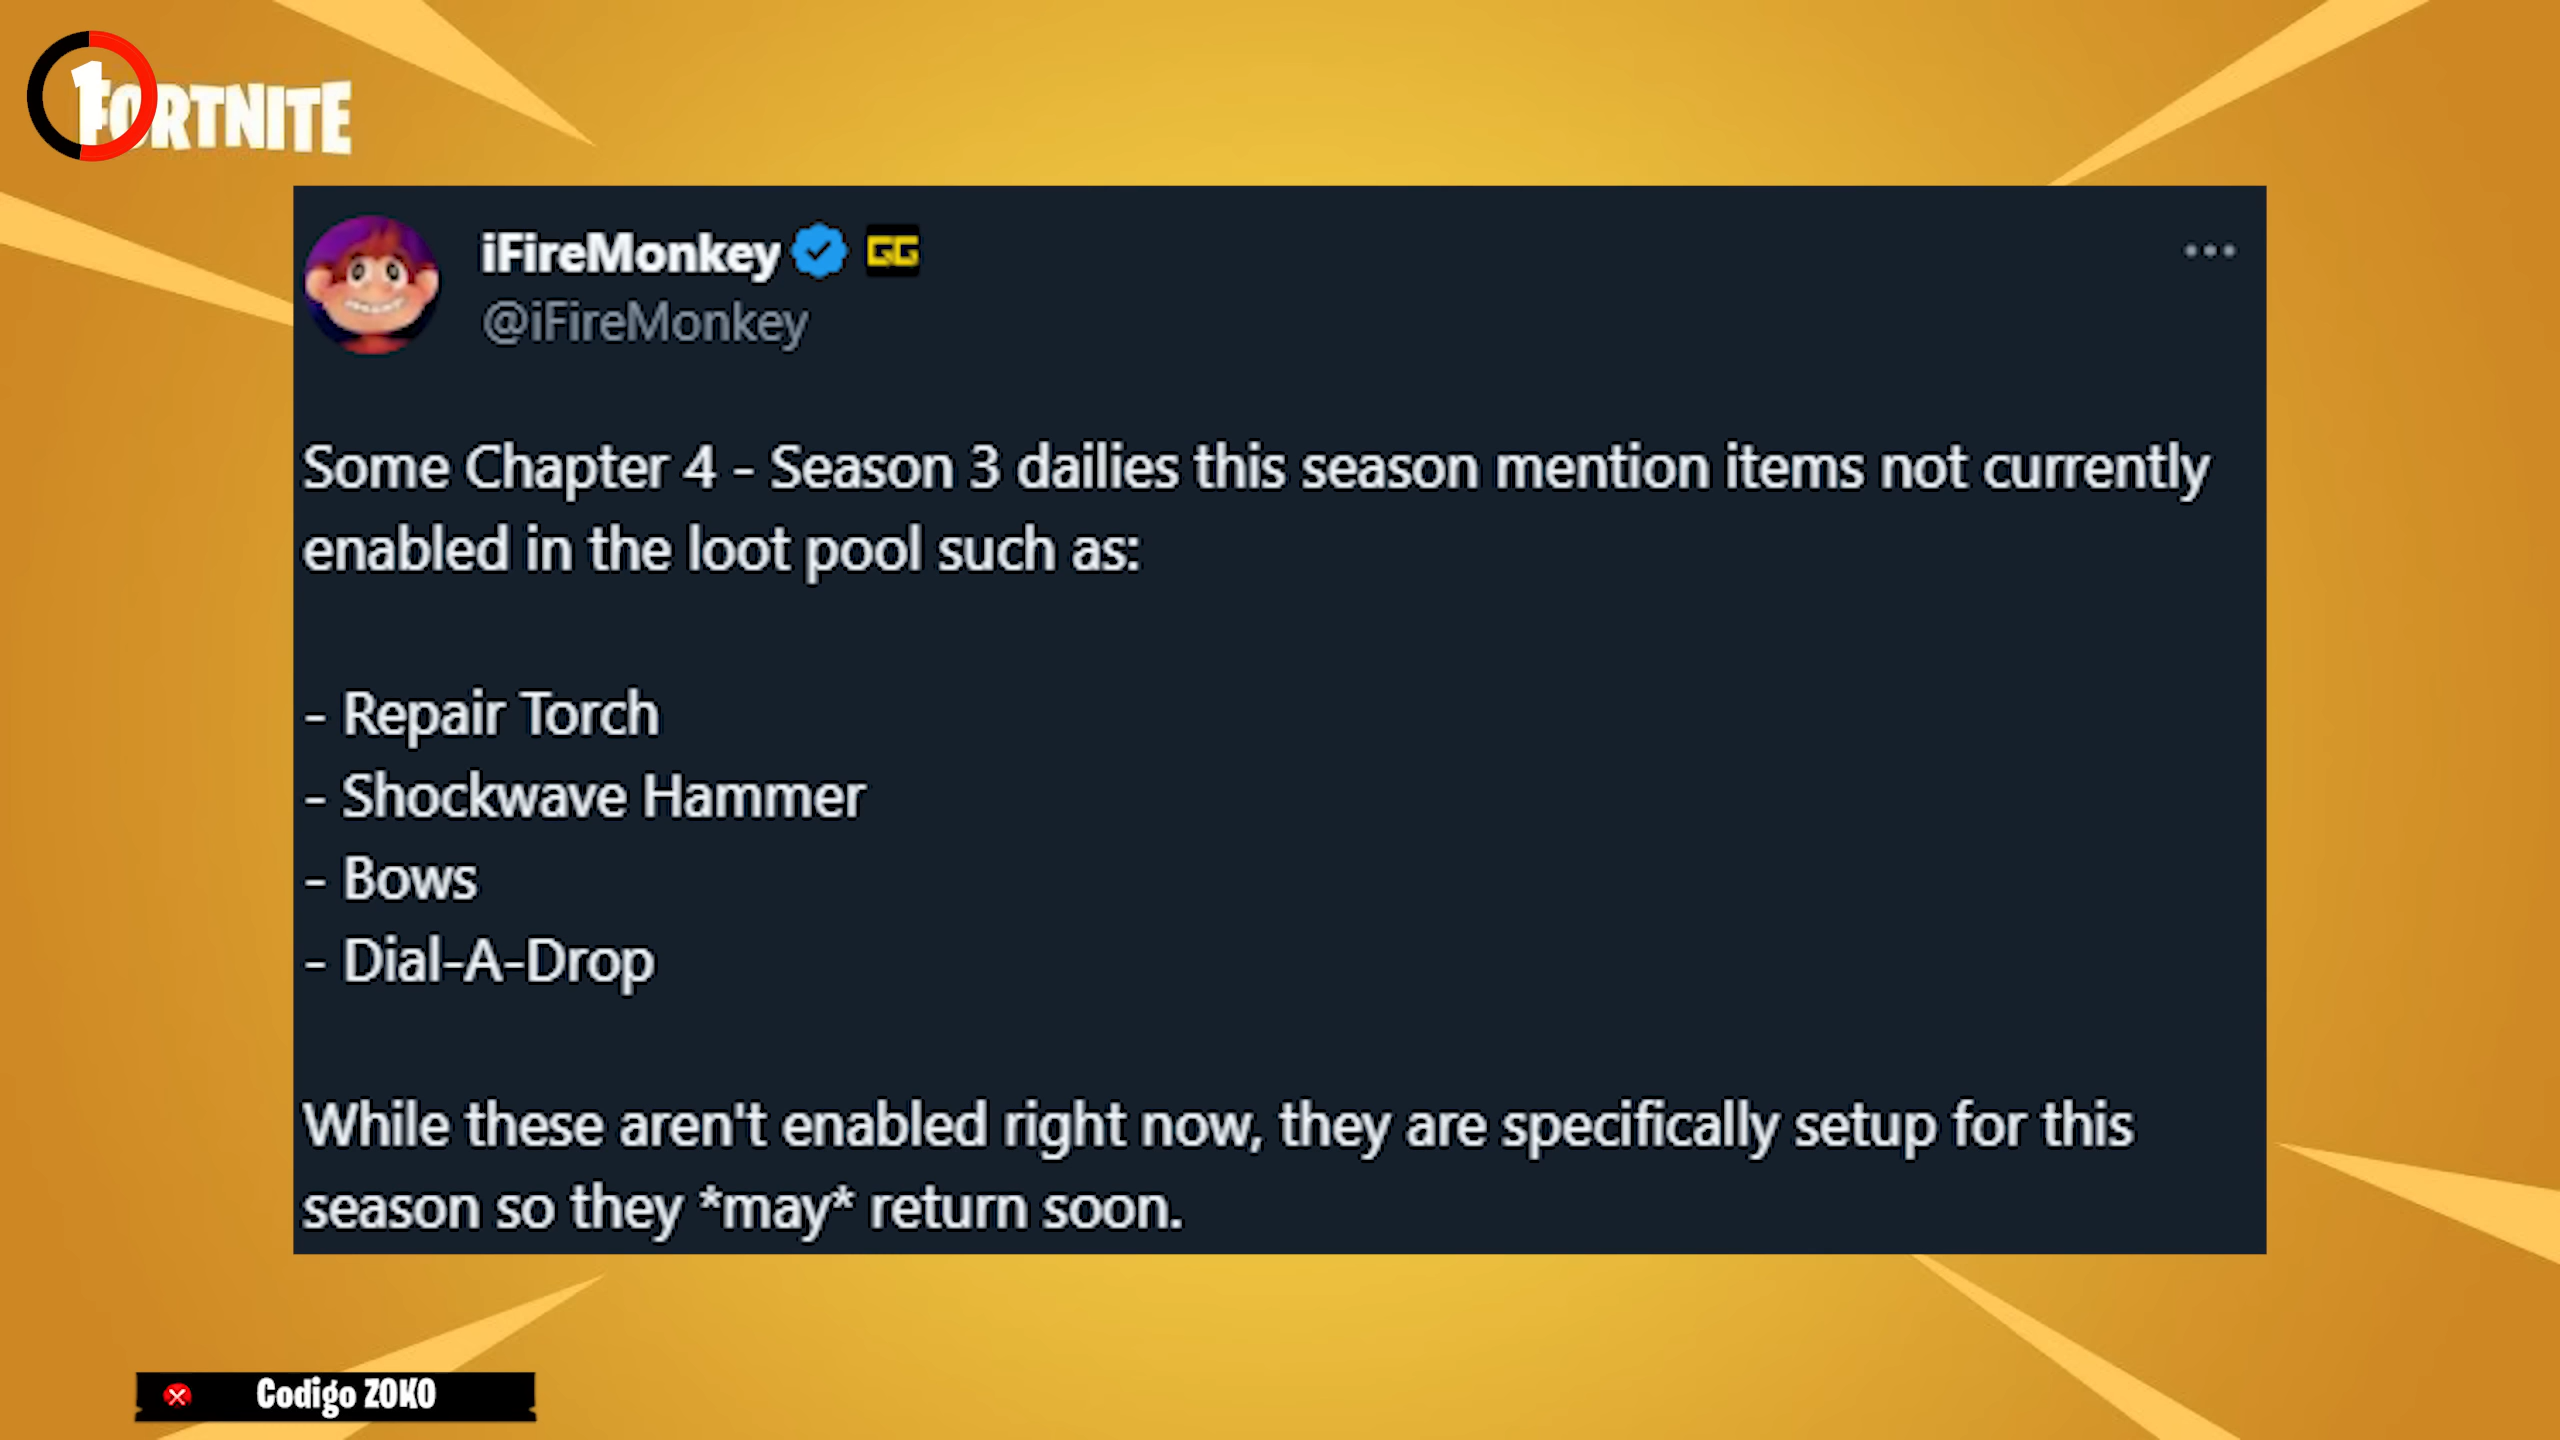 1
FORTNITE
iFireMonkey GG
@iFireMonkey
Some Chapter 4 - Season 3 dailies this season mention items not currently
enabled in the loot pool such as:
- Repair Torch
- Shockwave Hammer
- Bows
- Dial-A-Drop
While these aren't enabled right now, they are specifically setup for this
season so they *may* return soon.
Codigo ZOKO